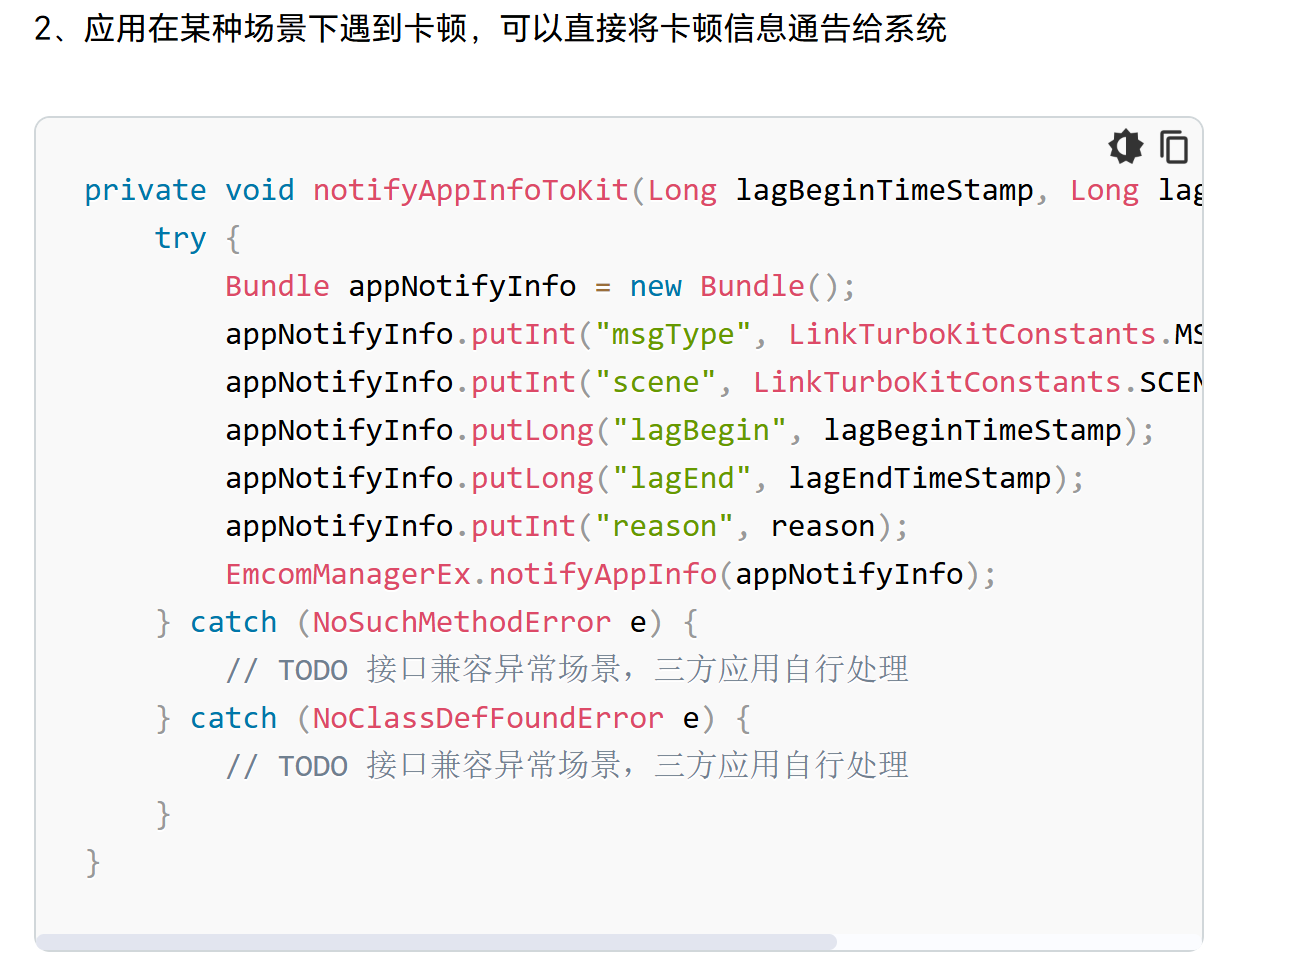 2、应用在某种场景下遇到卡顿，可以直接将卡顿信息通告给系统
private void notifyAppInfoToKit(Long lagBeginTimeStamp, Long lag
try {
Bundle appNotifyInfo = new Bundle();
appNotifyInfo.putInt("msgType", LinkTurboKitConstants.MS
appNotifyInfo.putInt("scene", LinkTurboKitConstants.SCEN
appNotifyInfo.putLong("lagBegin", lagBeginTimeStamp);
appNotifyInfo.putLong("lagEnd", lagEndTimeStamp);
appNotifyInfo.putInt("reason", reason);
EmcomManagerEx.notifyAppInfo(appNotifyInfo);
} catch (NoSuchMethodError e) {
// TODO 接口兼容异常场景，三方应用自行处理
} catch (NoClassDefFoundError e) {
// TODO 接口兼容异常场景，三方应用自行处理
}
}